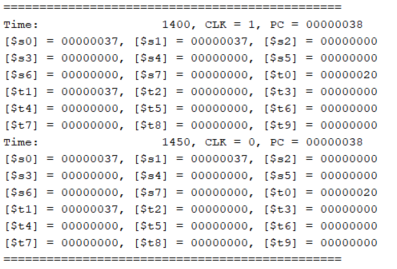 ===============================================
Time:                 1400, CLK = 1, PC = 00000038
[$s0] = 00000037, [$s1] = 00000037, [$s2] = 00000000
[$s3] = 00000000, [$s4] = 00000000, [$s5] = 00000000
[$s6] = 00000000, [$s7] = 00000000, [$t0] = 00000020
[$t1] = 00000037, [$t2] = 00000000, [$t3] = 00000000
[$t4] = 00000000, [$t5] = 00000000, [$t6] = 00000000
[$t7] = 00000000, [$t8] = 00000000, [$t9] = 00000000
Time:                 1450, CLK = 0, PC = 00000038
[$s0] = 00000037, [$s1] = 00000037, [$s2] = 00000000
[$s3] = 00000000, [$s4] = 00000000, [$s5] = 00000000
[$s6] = 00000000, [$s7] = 00000000, [$t0] = 00000020
[$t1] = 00000037, [$t2] = 00000000, [$t3] = 00000000
[$t4] = 00000000, [$t5] = 00000000, [$t6] = 00000000
[$t7] = 00000000, [$t8] = 00000000, [$t9] = 00000000
===============================================